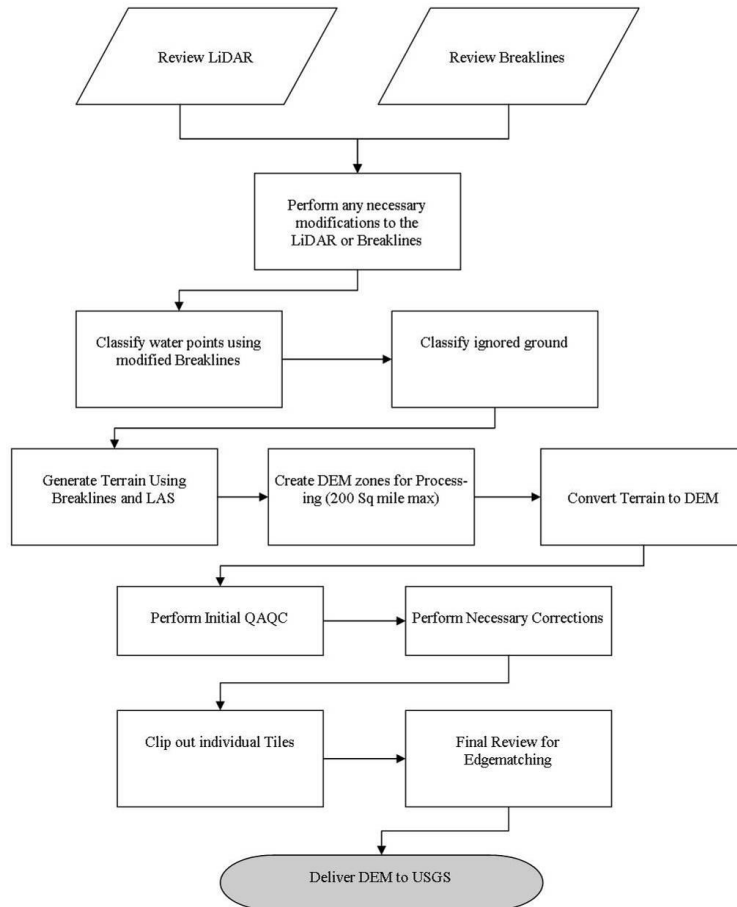 Review LiDAR
Review Breaklines
Perform any necessary
modifications to the
LiDAR or Breaklines
Classify water points using
modified Breaklines
Classify ignored ground
Generate Terrain Using
Breaklines and LAS
Create DEM zones for Process-
ing (200 Sq mile max)
Convert Terrain to DEM
Perform Initial QAQC
Perform Necessary Corrections
Clip out individual Tiles
Final Review for
Edgematching
Deliver DEM to USGS